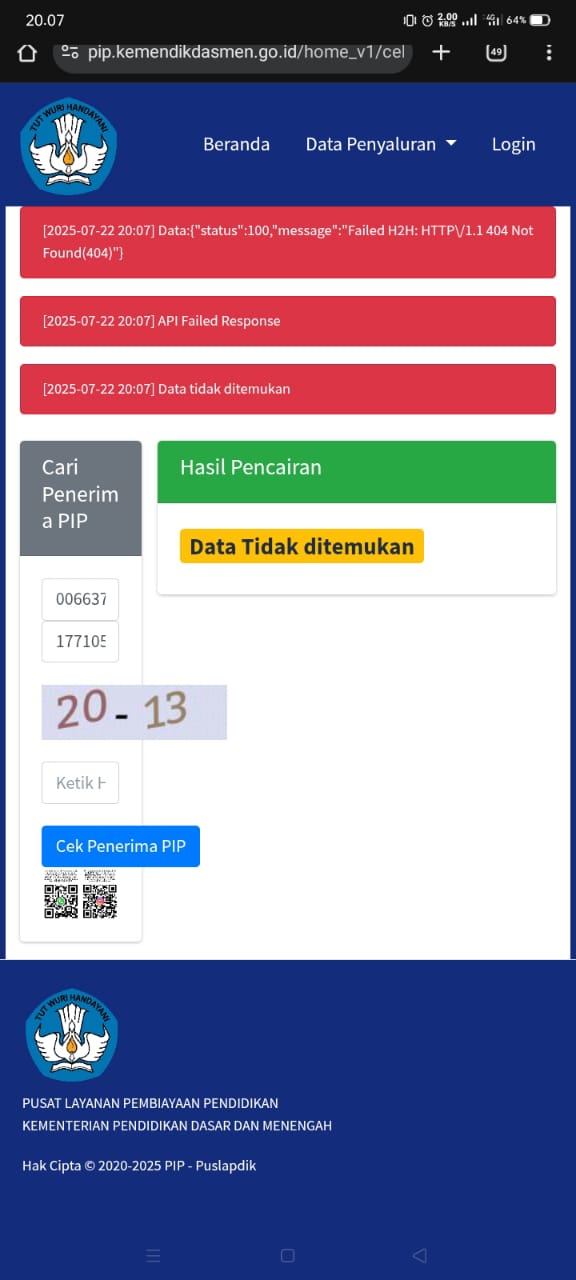 20.07
2.00
KB/S
4G
64%
pip.kemendikdasmen.go.id/home_v1/cel
49
TUT WURI HANDAYANI
Beranda
Data Penyaluran
Login
[2025-07-22 20:07] Data:{"status":100,"message":"Failed H2H: HTTP\/1.1 404 Not
Found(404)"}
[2025-07-22 20:07] API Failed Response
[2025-07-22 20:07] Data tidak ditemukan
Cari
Penerim
a PIP
Hasil Pencairan
Data Tidak ditemukan
006637
177105
20 - 13
Ketik H
Cek Penerima PIP
TUT WURI HANDAYANI
PUSAT LAYANAN PEMBIAYAAN PENDIDIKAN
KEMENTERIAN PENDIDIKAN DASAR DAN MENENGAH
Hak Cipta © 2020-2025 PIP - Puslapdik